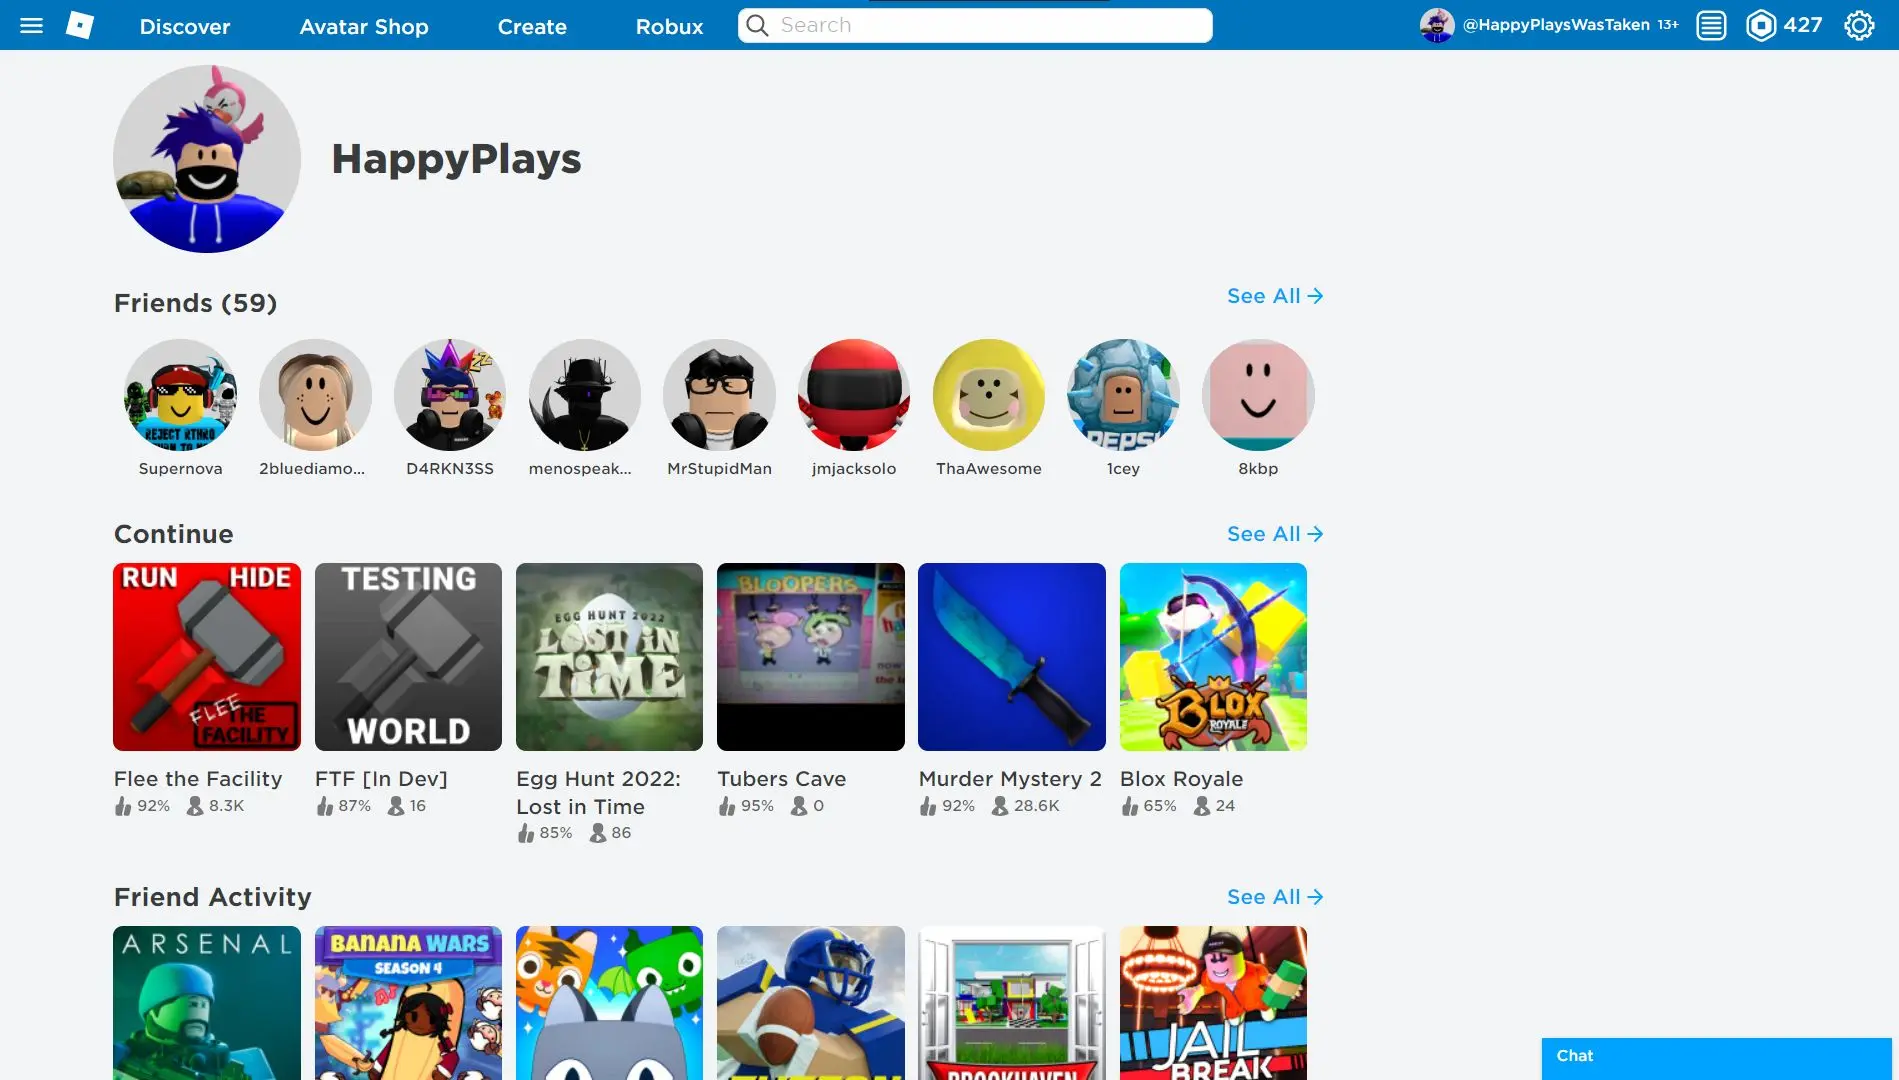 Discover Avatar Shop Create Robux Search @HappyPlaysWasTaken 13+ 427
HappyPlays
Friends (59) See All
REJECT RTHRO
PEPSI
Supernova 2bluediamo... D4RKN3SS menospeak... MrStupidMan jmjacksolo ThaAwesome 1cey 8kbp
Continue See All
RUN HIDE
FLEE THE
FACILITY
TESTING
WORLD
EGG HUNT 2022
LOST IN
TIME
BLOOPERS
BLOX
ROYALE
Flee the Facility
92% 8.3K
FTF [In Dev]
87% 16
Egg Hunt 2022:
Lost in Time
85% 86
Tubers Cave
95% 0
Murder Mystery 2
92% 28.6K
Blox Royale
65% 24
Friend Activity See All
ARSENAL
BANANA WARS
SEASON 4
BROOKHAVEN
JAIL
BREAK
Chat